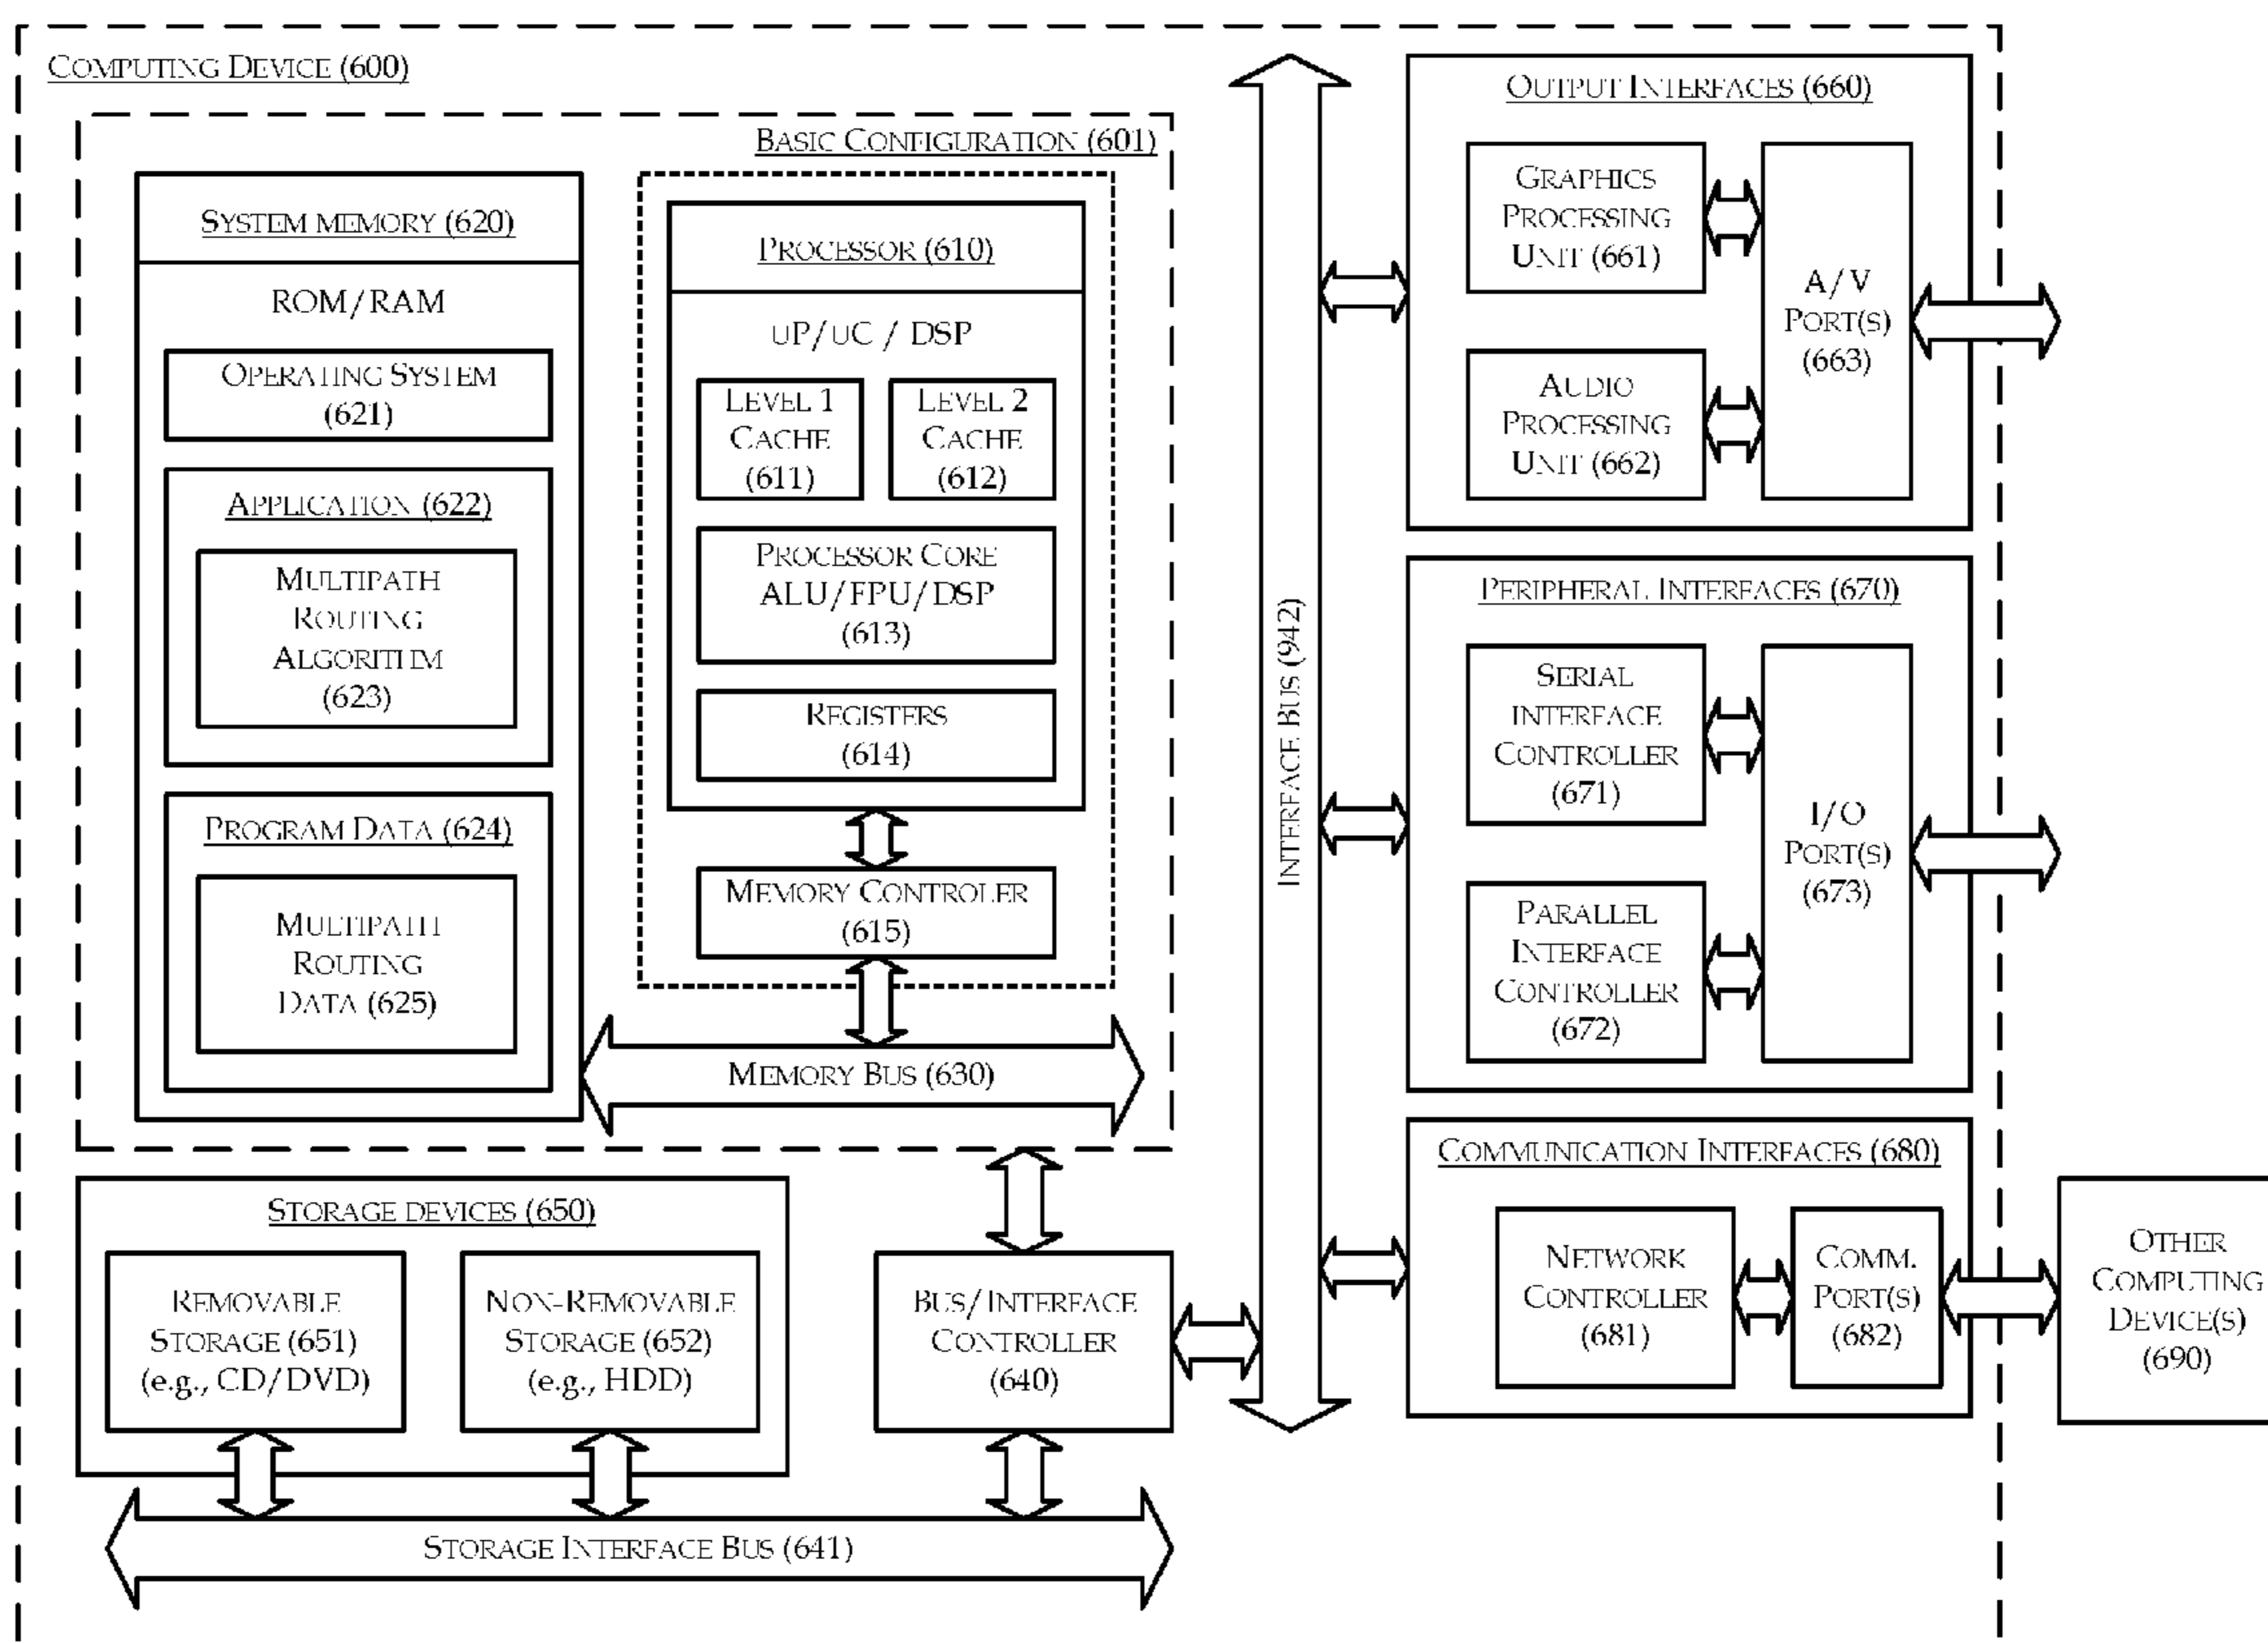 COMPUTING DEVICE (600)
BASIC CONFIGURATION (601)
SYSTEM MEMORY (620)
ROM/RAM
OPERATING SYSTEM
(621)
APPLICATION (622)
MULTIPATH
ROUTING
ALGORITHM
(623)
PROGRAM DATA (624)
MULTIPATH
ROUTING
DATA (625)
PROCESSOR (610)
UP/UC / DSP
LEVEL 1
CACHE
(611)
LEVEL 2
CACHE
(612)
PROCESSOR CORE
ALU/FPU/DSP
(613)
REGISTERS
(614)
MEMORY CONTROLER
(615)
MEMORY BUS (630)
STORAGE DEVICES (650)
REMOVABLE
STORAGE (651)
(e.g., CD/DVD)
NON-REMOVABLE
STORAGE (652)
(e.g., HDD)
BUS/INTERFACE
CONTROLLER
(640)
STORAGE INTERFACE BUS (641)
INTERFACE BUS (942)
OUTPUT INTERFACES (660)
GRAPHICS
PROCESSING
UNIT (661)
AUDIO
PROCESSING
UNIT (662)
A/V
PORT(S)
(663)
PERIPHERAL INTERFACES (670)
SERIAL
INTERFACE
CONTROLLER
(671)
PARALLEL
INTERFACE
CONTROLLER
(672)
I/O
PORT(S)
(673)
COMMUNICATION INTERFACES (680)
NETWORK
CONTROLLER
(681)
COMM.
PORT(S)
(682)
OTHER
COMPUTING
DEVICE(S)
(690)